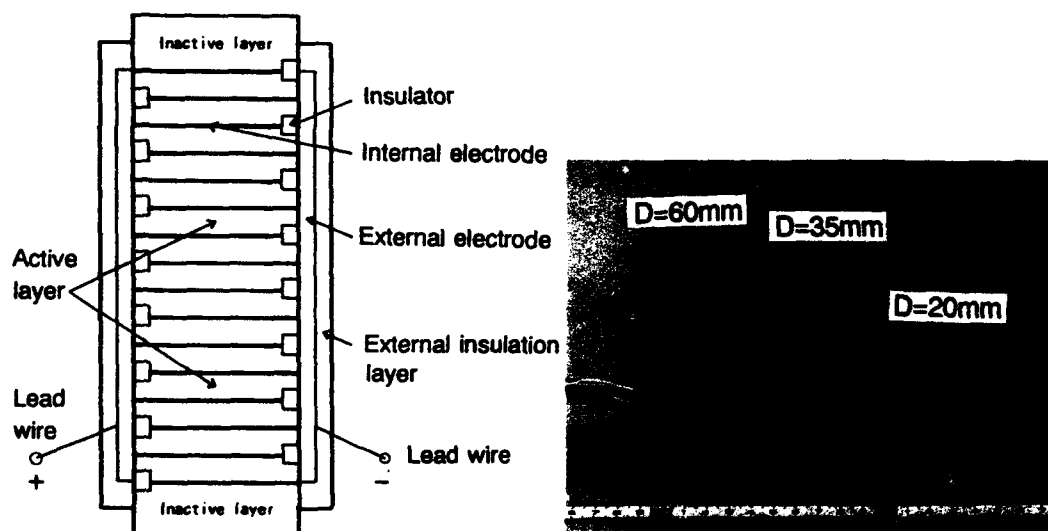 Inactive layer
Insulator
Internal electrode
External electrode
Active
layer
External insulation
layer
Lead
wire
+
Lead wire
-
Inactive layer
D=60mm
D=35mm
D=20mm